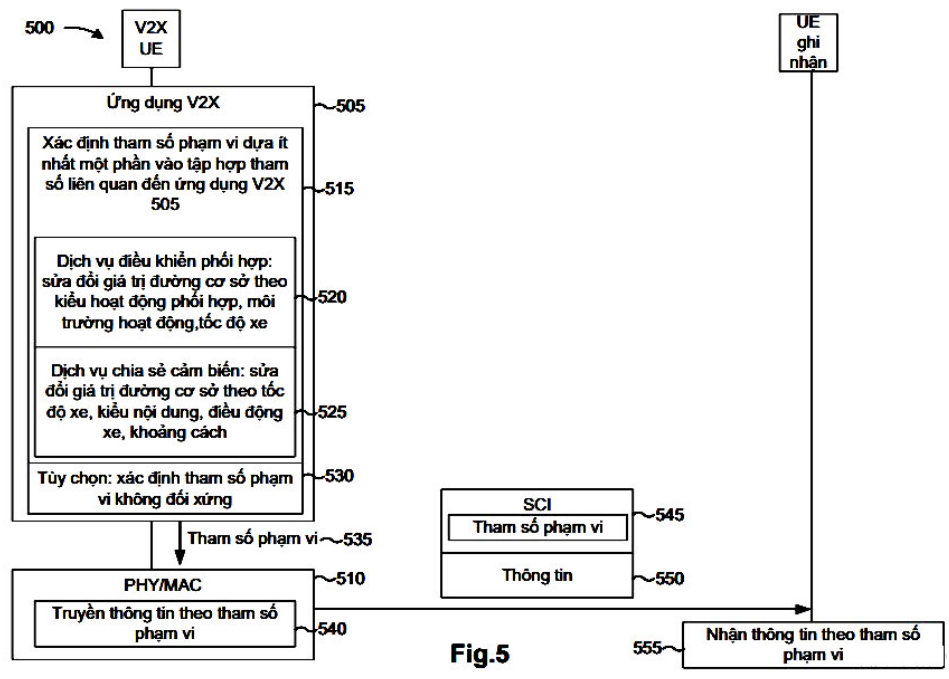 500
V2X
UE
UE
ghi
nhận
Ứng dụng V2X
505
Xác định tham số phạm vi dựa ít
nhất một phần vào tập hợp tham
số liên quan đến ứng dụng V2X
505
515
Dịch vụ điều khiển phối hợp:
sửa đổi giá trị đường cơ sở theo
kiểu hoạt động phối hợp, môi
trường hoạt động,tốc độ xe
520
Dịch vụ chia sẻ cảm biến: sửa
đổi giá trị đường cơ sở theo tốc
độ xe, kiểu nội dung, điều động
xe, khoảng cách
525
Tùy chọn: xác định tham số phạm
vi không đối xứng
530
Tham số phạm vi
535
SCI
Tham số phạm vi
545
Thông tin
550
PHY/MAC
510
Truyền thông tin theo tham số
phạm vi
540
Fig.5
555
Nhận thông tin theo tham số
phạm vi